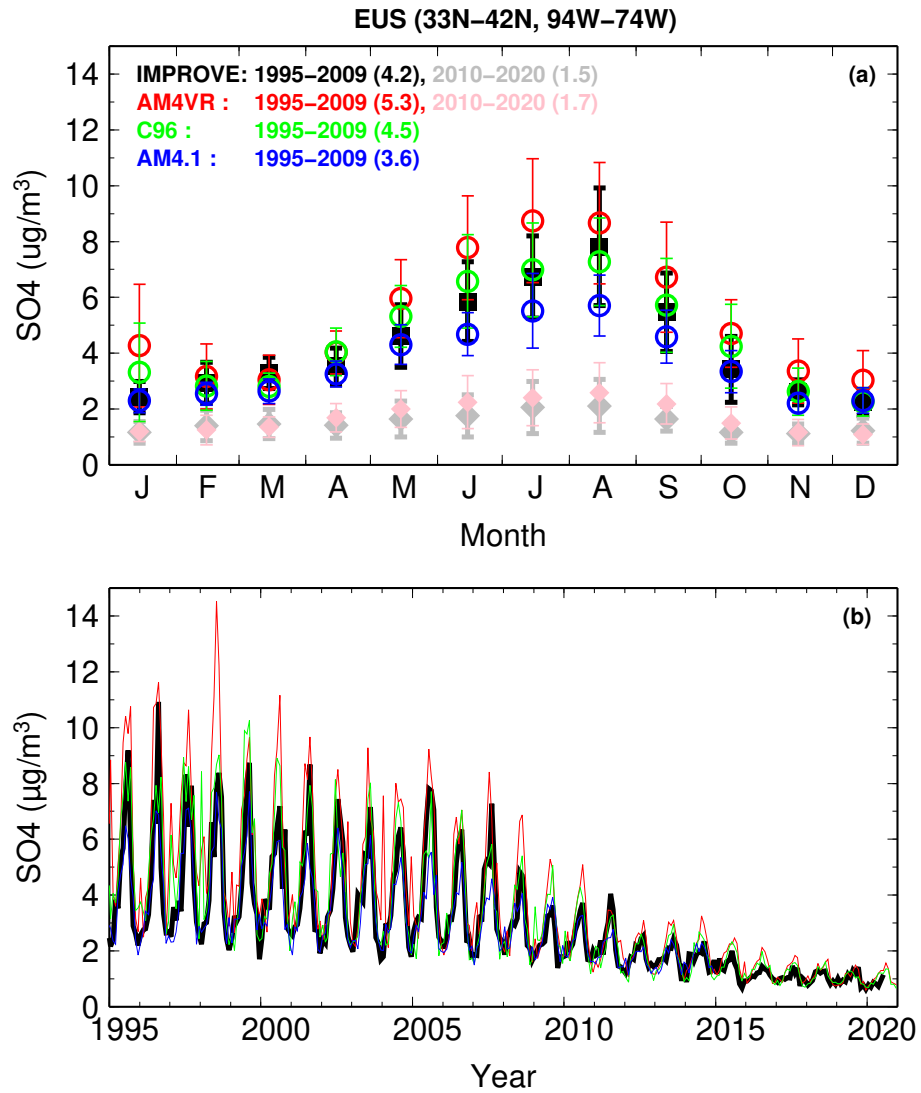 EUS (33N−42N, 94W−74W)
14
12
10
8
6
4
2
0
SO4 (ug/m³)
IMPROVE: 1995−2009 (4.2), 2010−2020 (1.5)
AM4VR : 1995−2009 (5.3), 2010−2020 (1.7)
C96 : 1995−2009 (4.5)
AM4.1 : 1995−2009 (3.6)
(a)
J F M A M J J A S O N D
Month
14
12
10
8
6
4
2
0
SO4 (µg/m³)
(b)
1995 2000 2005 2010 2015 2020
Year